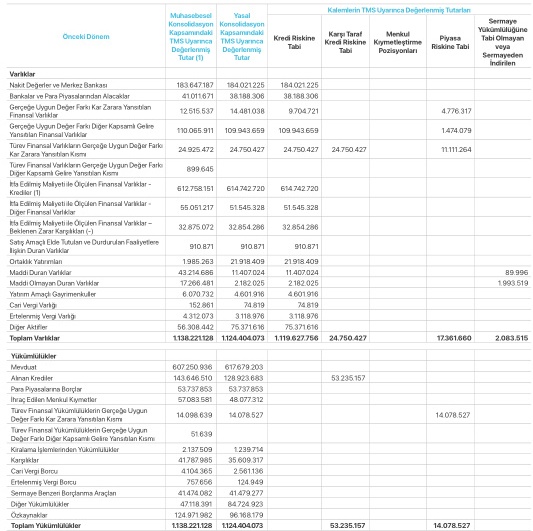 Kalemlerin TMS Uyarınca Değerlenmiş Tutarları
Önceki Dönem
Muhasebesel Konsolidasyon Kapsamındaki TMS Uyarınca Değerlenmiş Tutar (1)
Yasal Konsolidasyon Kapsamındaki TMS Uyarınca Değerlenmiş Tutar
Kredi Riskine Tabi
Karşı Taraf Kredi Riskine Tabi
Menkul Kıymetleştirme Pozisyonları
Piyasa Riskine Tabi
Sermaye Yükümlülüğüne Tabi Olmayan veya Sermayeden İndirilen
Varlıklar
Nakit Değerler ve Merkez Bankası 183.647.187 184.021.225 184.021.225
Bankalar ve Para Piyasalarından Alacaklar 41.011.671 38.188.306 38.188.306
Gerçeğe Uygun Değer Farkı Kar Zarara Yansıtılan
Finansal Varlıklar 12.515.537 14.481.038 9.704.721 4.776.317
Gerçeğe Uygun Değer Farkı Diğer Kapsamlı Gelire
Yansıtılan Finansal Varlıklar 110.065.911 109.943.659 109.943.659 1.474.079
Türev Finansal Varlıkların Gerçeğe Uygun Değer Farkı
Kar Zarara Yansıtılan Kısmı 24.925.472 24.750.427 24.750.427 24.750.427 11.111.264
Türev Finansal Varlıkların Gerçeğe Uygun Değer Farkı
Diğer Kapsamlı Gelire Yansıtılan Kısmı 899.645
İtfa Edilmiş Maliyeti ile Ölçülen Finansal Varlıklar -
Krediler (1) 612.758.151 614.742.720 614.742.720
İtfa Edilmiş Maliyeti ile Ölçülen Finansal Varlıklar -
Diğer Finansal Varlıklar 55.051.217 51.545.328 51.545.328
İtfa Edilmiş Maliyeti ile Ölçülen Finansal Varlıklar –
Beklenen Zarar Karşılıkları (-) 32.875.072 32.854.286 32.854.286
Satış Amaçlı Elde Tutulan ve Durdurulan Faaliyetlere
İlişkin Duran Varlıklar 910.871 910.871 910.871
Ortaklık Yatırımları 1.985.263 21.918.409 21.918.409
Maddi Duran Varlıklar 43.214.686 11.407.024 11.407.024 89.996
Maddi Olmayan Duran Varlıklar 17.266.481 2.182.025 2.182.025 1.993.519
Yatırım Amaçlı Gayrimenkuller 6.070.732 4.601.916 4.601.916
Cari Vergi Varlığı 152.861 74.819 74.819
Ertelenmiş Vergi Varlığı 4.312.073 3.118.976 3.118.976
Diğer Aktifler 56.308.442 75.371.616 75.371.616
Toplam Varlıklar 1.138.221.128 1.124.404.073 1.119.627.756 24.750.427 17.361.660 2.083.515
Yükümlülükler
Mevduat 607.250.936 617.679.203
Alınan Krediler 143.646.510 128.923.683 53.235.157
Para Piyasalarına Borçlar 53.737.853 53.737.853
İhraç Edilen Menkul Kıymetler 57.083.581 48.077.312
Türev Finansal Yükümlülüklerin Gerçeğe Uygun
Değer Farkı Kar Zarara Yansıtılan Kısmı 14.098.639 14.078.527 14.078.527
Türev Finansal Yükümlülüklerin Gerçeğe Uygun
Değer Farkı Diğer Kapsamlı Gelire Yansıtılan Kısmı 51.639
Kiralama İşlemlerinden Yükümlülükler 2.137.509 1.239.714
Karşılıklar 41.787.985 35.609.317
Cari Vergi Borcu 4.104.365 2.561.136
Ertelenmiş Vergi Borcu 757.656 124.949
Sermaye Benzeri Borçlanma Araçları 41.474.082 41.479.277
Diğer Yükümlülükler 47.118.391 84.724.923
Özkaynaklar 124.971.982 96.168.179
Toplam Yükümlülükler 1.138.221.128 1.124.404.073 53.235.157 14.078.527